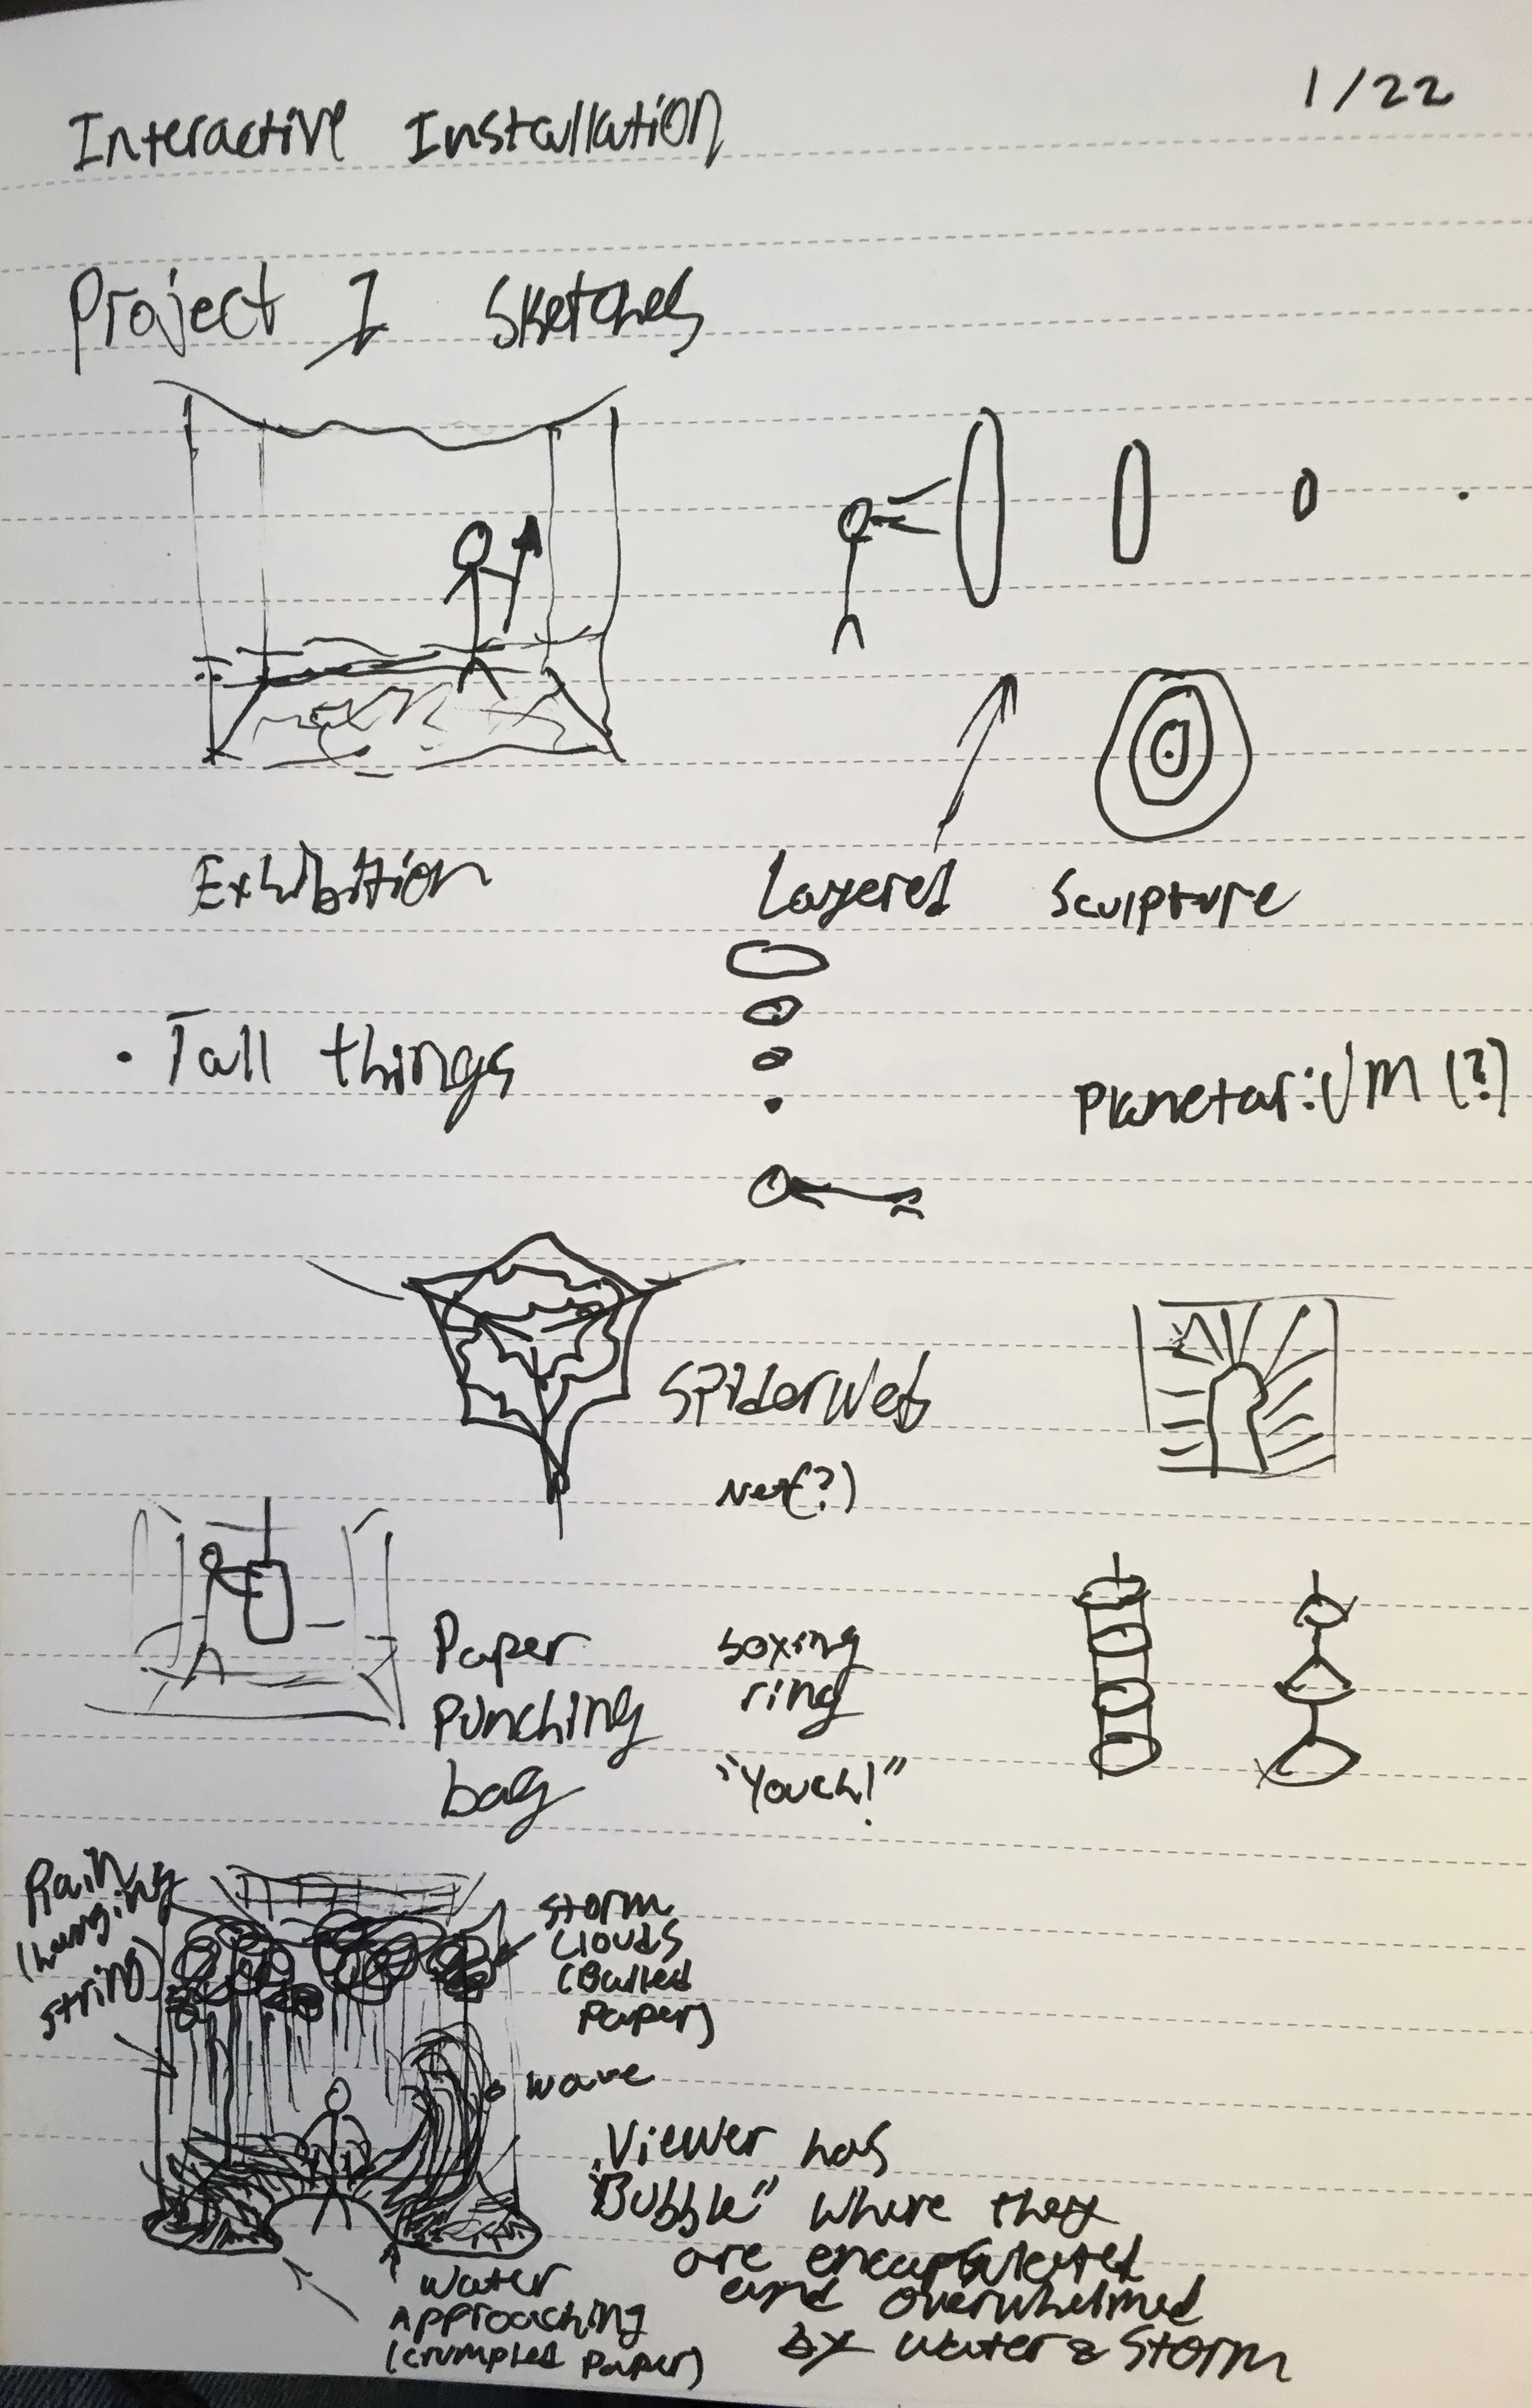 1/22
Interactive Installation
Project 1 Sketches
Exhibition
Layered Sculpture
• Tall things
Planetarium (?)
Spiderweb
Net(?)
Paper
Punching
bag
boxing
ring
"Youch!"
Rain
(hanging
string)
Storm
Clouds
(Balled
Paper)
wave
Viewer has
"Bubble" where they
are encapsulated
and overwhelmed
by water & Storm
Water
Approaching
(crumpled paper)